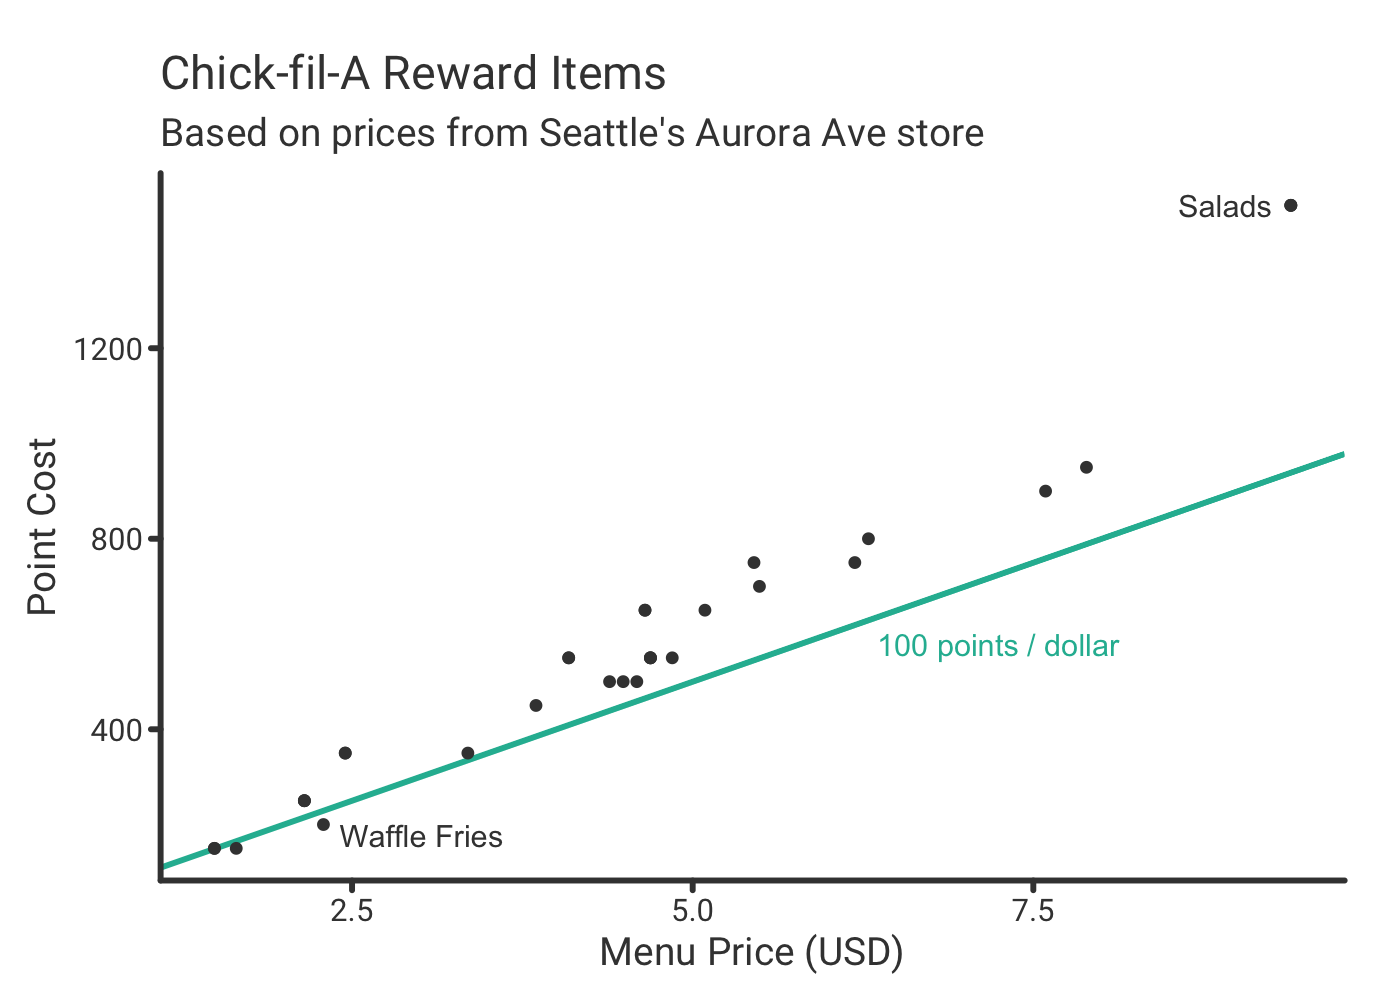 Chick-fil-A Reward Items
Based on prices from Seattle's Aurora Ave store
Salads
1200
800
400
Point Cost
100 points / dollar
Waffle Fries
2.5 5.0 7.5
Menu Price (USD)